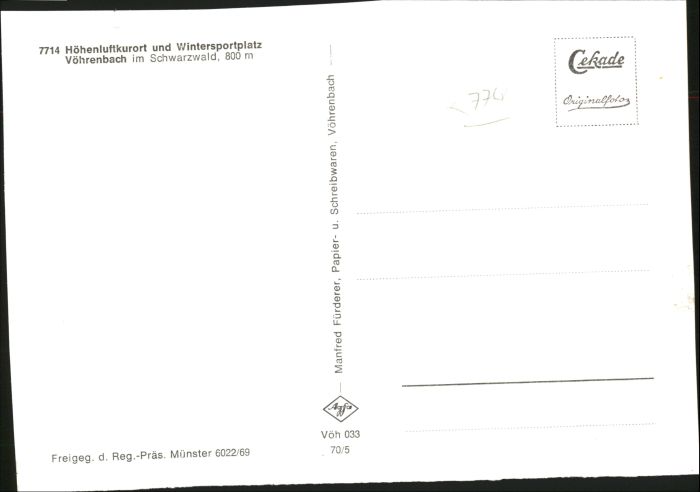 7714 Höhenluftkurort und Wintersportplatz
Vöhrenbach im Schwarzwald, 800 m
Cekade
Originalfoto
Manfred Fürderer, Papier- u. Schreibwaren, Vöhrenbach
Agfa
Vöh 033
70/5
Freigeg. d. Reg.-Präs. Münster 6022/69